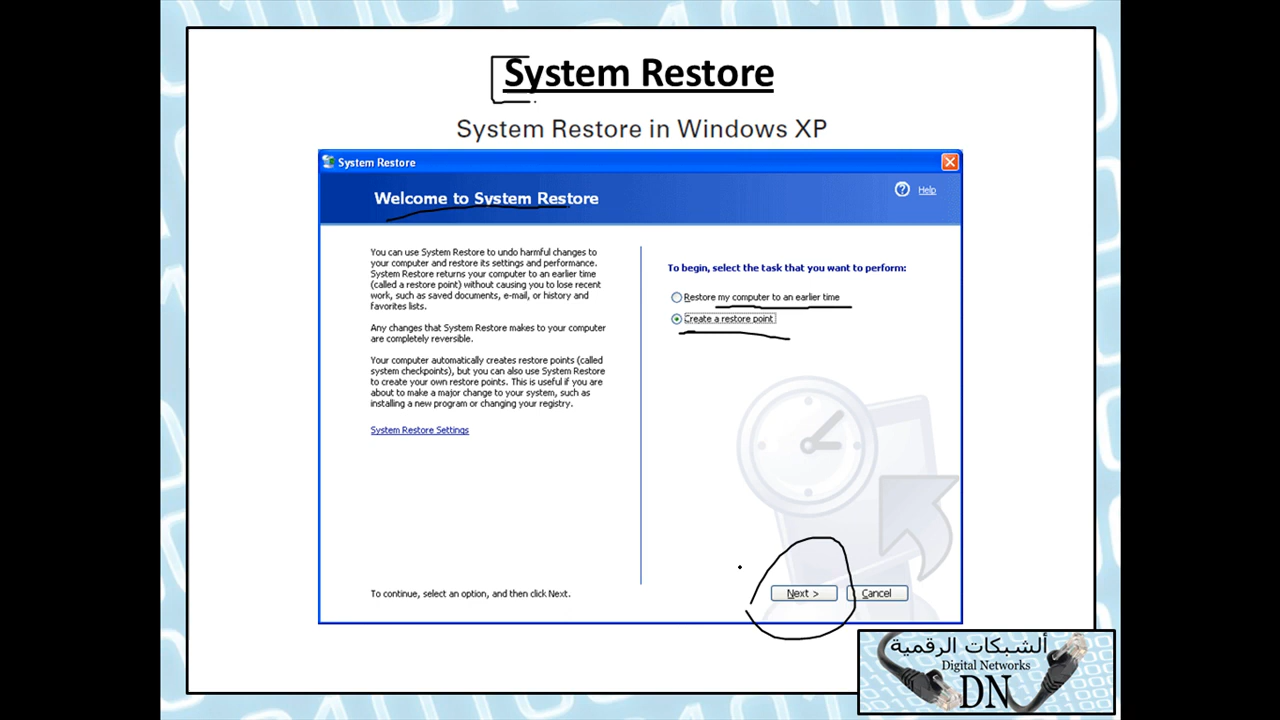 System Restore
System Restore in Windows XP
System Restore
Welcome to System Restore
Help
You can use System Restore to undo harmful changes to
your computer and restore its settings and performance.
System Restore returns your computer to an earlier time
(called a restore point) without causing you to lose recent
work, such as saved documents, e-mail, or history and
favorites lists.
Any changes that System Restore makes to your computer
are completely reversible.
Your computer automatically creates restore points (called
system checkpoints), but you can also use System Restore
to create your own restore points. This is useful if you are
about to make a major change to your system, such as
installing a new program or changing your registry.
System Restore Settings
To begin, select the task that you want to perform:
Restore my computer to an earlier time
Create a restore point
To continue, select an option, and then click Next.
Next >
Cancel
ألشبكات الرقمية
Digital Networks
DN